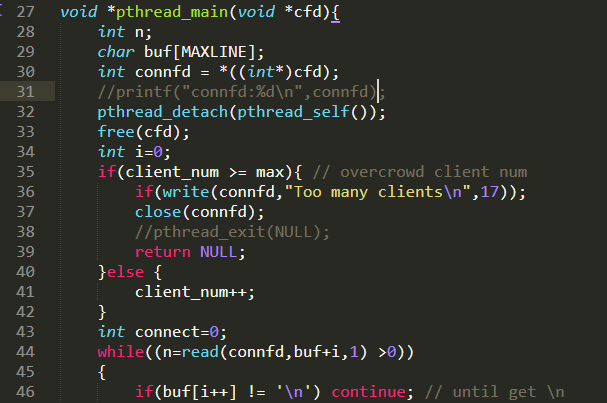 27 void *pthread_main(void *cfd){
28 int n;
29 char buf[MAXLINE];
30 int connfd = *((int*)cfd);
31 //printf("connfd:%d\n",connfd);
32 pthread_detach(pthread_self());
33 free(cfd);
34 int i=0;
35 if(client_num >= max){ // overcrowd client num
36 if(write(connfd,"Too many clients\n",17));
37 close(connfd);
38 //pthread_exit(NULL);
39 return NULL;
40 }else {
41 client_num++;
42 }
43 int connect=0;
44 while((n=read(connfd,buf+i,1) >0))
45 {
46 if(buf[i++] != '\n') continue; // until get \n